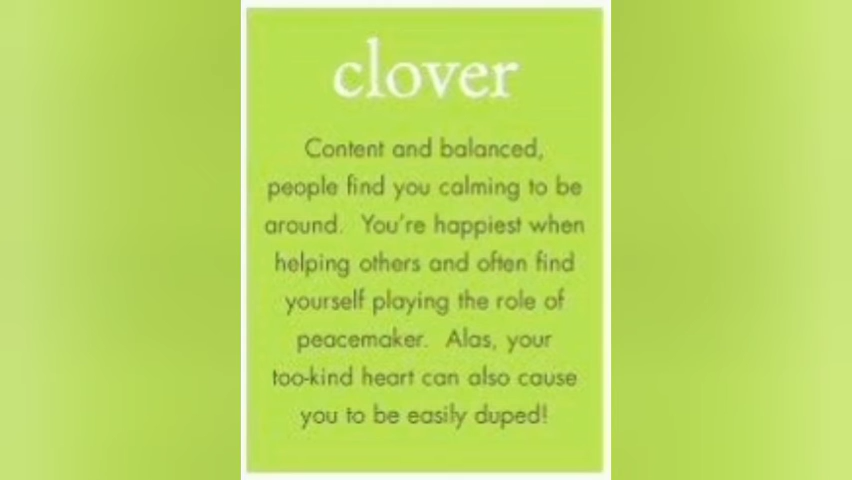 clover
Content and balanced,
people find you calming to be
around. You're happiest when
helping others and often find
yourself playing the role of
peacemaker. Alas, your
too-kind heart can also cause
you to be easily duped!